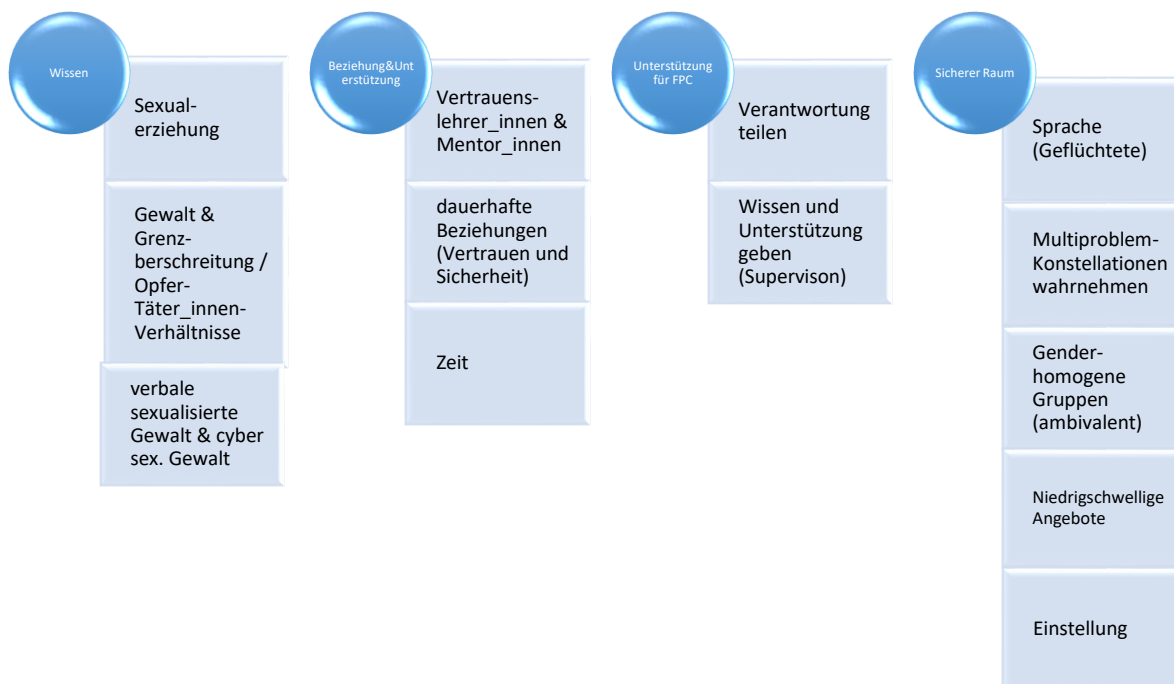 Wissen
Sexual-
erziehung
Gewalt &
Grenz-
berschreitung /
Opfer-
Täter_innen-
Verhältnisse
verbale
sexualisierte
Gewalt & cyber
sex. Gewalt
Beziehung&Unt
erstützung
Vertrauens-
lehrer_innen &
Mentor_innen
dauerhafte
Beziehungen
(Vertrauen und
Sicherheit)
Zeit
Unterstützung
für FPC
Verantwortung
teilen
Wissen und
Unterstützung
geben
(Supervison)
Sicherer Raum
Sprache
(Geflüchtete)
Multiproblem-
Konstellationen
wahrnehmen
Gender-
homogene
Gruppen
(ambivalent)
Niedrigschwellige
Angebote
Einstellung